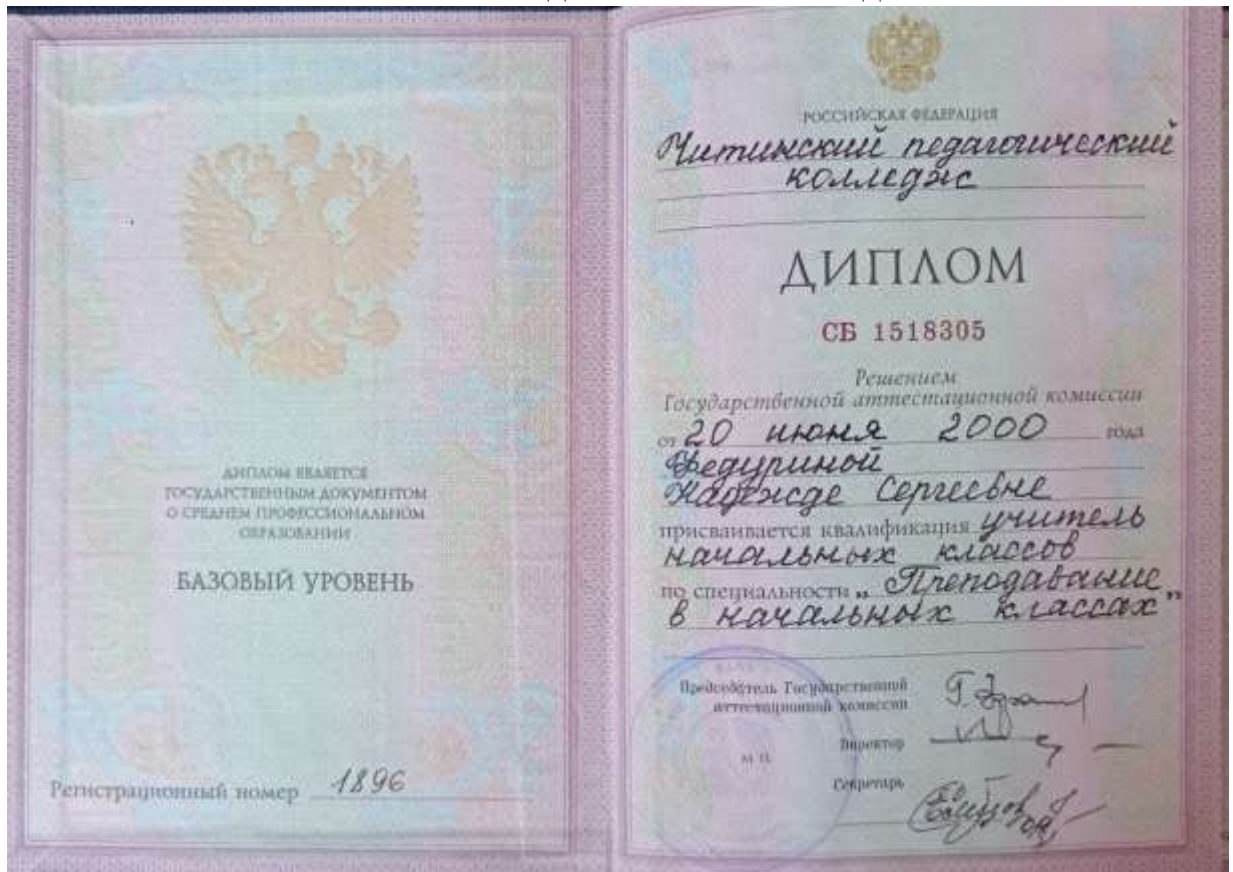 ДИПЛОМ ЯВЛЯЕТСЯ
ГОСУДАРСТВЕННЫМ ДОКУМЕНТОМ
О СРЕДНЕМ ПРОФЕССИОНАЛЬНОМ
ОБРАЗОВАНИИ
БАЗОВЫЙ УРОВЕНЬ
Регистрационный номер 1896
РОССИЙСКАЯ ФЕДЕРАЦИЯ
Читинский педагогический
колледж
ДИПЛОМ
СБ 1518305
Решением
Государственной аттестационной комиссии
от 20 июня 2000 года
Федуриной
Надежде Сергеевне
присваивается квалификация учитель
начальных классов
по специальности „Преподавание
в начальных классах„
Председатель Государственной
аттестационной комиссии
Директор
М.П.
Секретарь